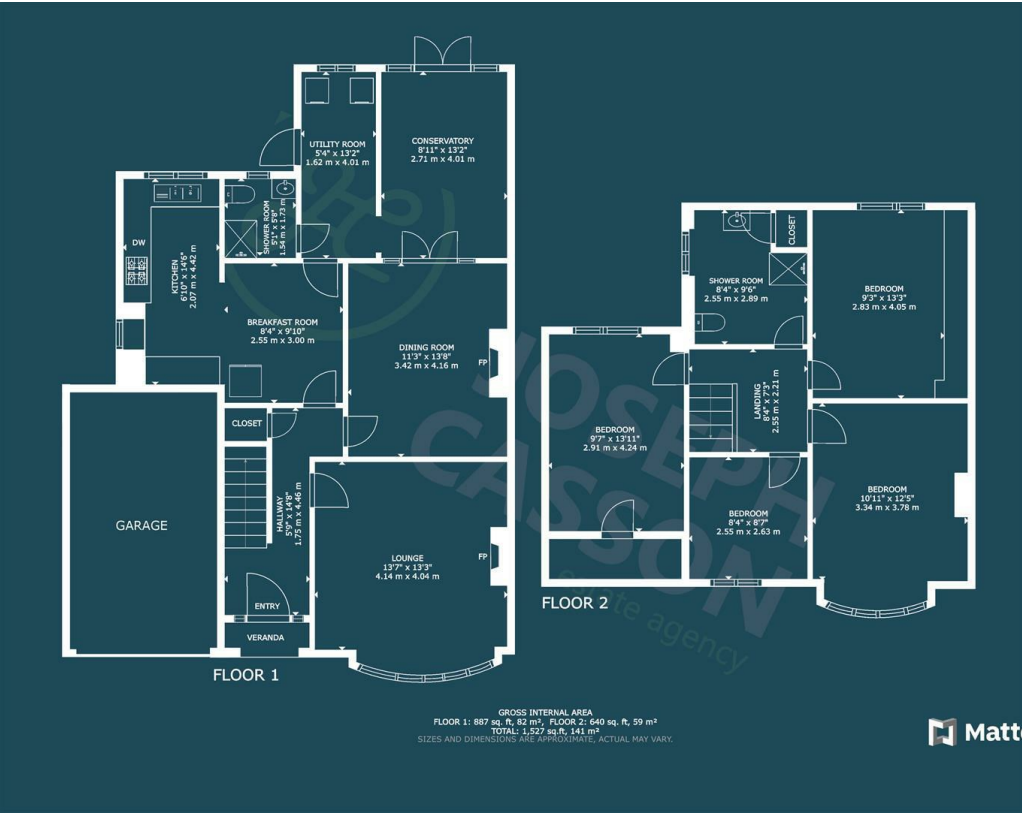 UTILITY ROOM
5'4" x 13'2"
1.62 m x 4.01 m
CONSERVATORY
8'11" x 13'2"
2.71 m x 4.01 m
SHOWER ROOM
5'1" x 5'8"
1.54 m x 1.73 m
DW
KITCHEN
6'10" x 14'6"
2.07 m x 4.42 m
BREAKFAST ROOM
8'4" x 9'10"
2.55 m x 3.00 m
DINING ROOM
11'3" x 13'8"
3.42 m x 4.16 m
FP
CLOSET
HALLWAY
5'9" x 14'8"
1.75 m x 4.46 m
GARAGE
LOUNGE
13'7" x 13'3"
4.14 m x 4.04 m
FP
ENTRY
VERANDA
FLOOR 1
CLOSET
SHOWER ROOM
8'4" x 9'6"
2.55 m x 2.89 m
BEDROOM
9'3" x 13'3"
2.83 m x 4.05 m
LANDING
8'4" x 7'3"
2.55 m x 2.21 m
BEDROOM
9'7" x 13'11"
2.91 m x 4.24 m
BEDROOM
8'4" x 8'7"
2.55 m x 2.63 m
BEDROOM
10'11" x 12'5"
3.34 m x 3.78 m
FLOOR 2
JOSEPH
CASSON
estate agency
GROSS INTERNAL AREA
FLOOR 1: 887 sq. ft, 82 m², FLOOR 2: 640 sq. ft, 59 m²
TOTAL: 1,527 sq.ft, 141 m²
SIZES AND DIMENSIONS ARE APPROXIMATE, ACTUAL MAY VARY.
Matte